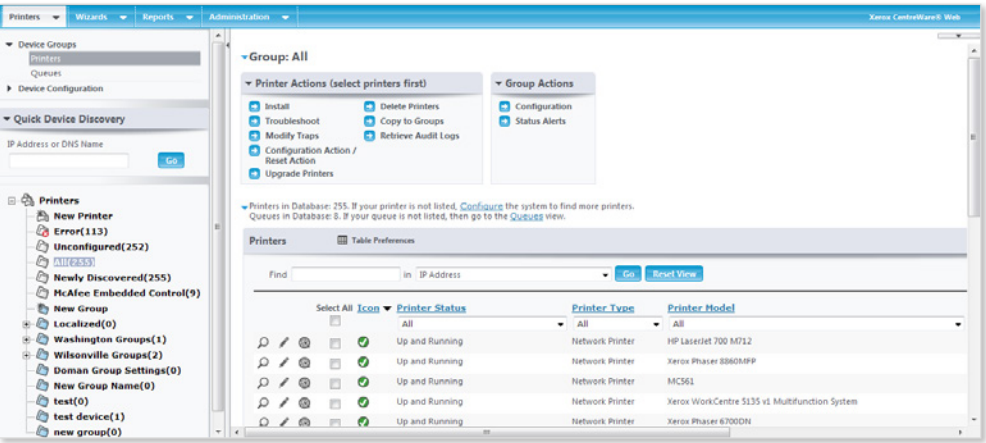 Printers Wizards Reports Administration Xerox CentreWare® Web
Device Groups
Printers
Queues
Device Configuration
Quick Device Discovery
IP Address or DNS Name
Go
Printers
New Printer
Error(113)
Unconfigured(252)
All(255)
Newly Discovered(255)
McAfee Embedded Control(9)
New Group
Localized(0)
Washington Groups(1)
Wilsonville Groups(2)
Doman Group Settings(0)
New Group Name(0)
test(0)
test device(1)
new group(0)
Group: All
Printer Actions (select printers first)
Install
Troubleshoot
Modify Traps
Configuration Action /
Reset Action
Upgrade Printers
Delete Printers
Copy to Groups
Retrieve Audit Logs
Group Actions
Configuration
Status Alerts
Printers in Database: 255. If your printer is not listed, Configure the system to find more printers.
Queues in Database: 8. If your queue is not listed, then go to the Queues view.
Printers Table Preferences
Find in IP Address Go Reset View
Select All Icon Printer Status Printer Type Printer Model
All All All
Up and Running Network Printer HP LaserJet 700 M712
Up and Running Network Printer Xerox Phaser 8860MFP
Up and Running Network Printer MC561
Up and Running Network Printer Xerox WorkCentre 5135 v1 Multifunction System
Up and Running Network Printer Xerox Phaser 6700DN